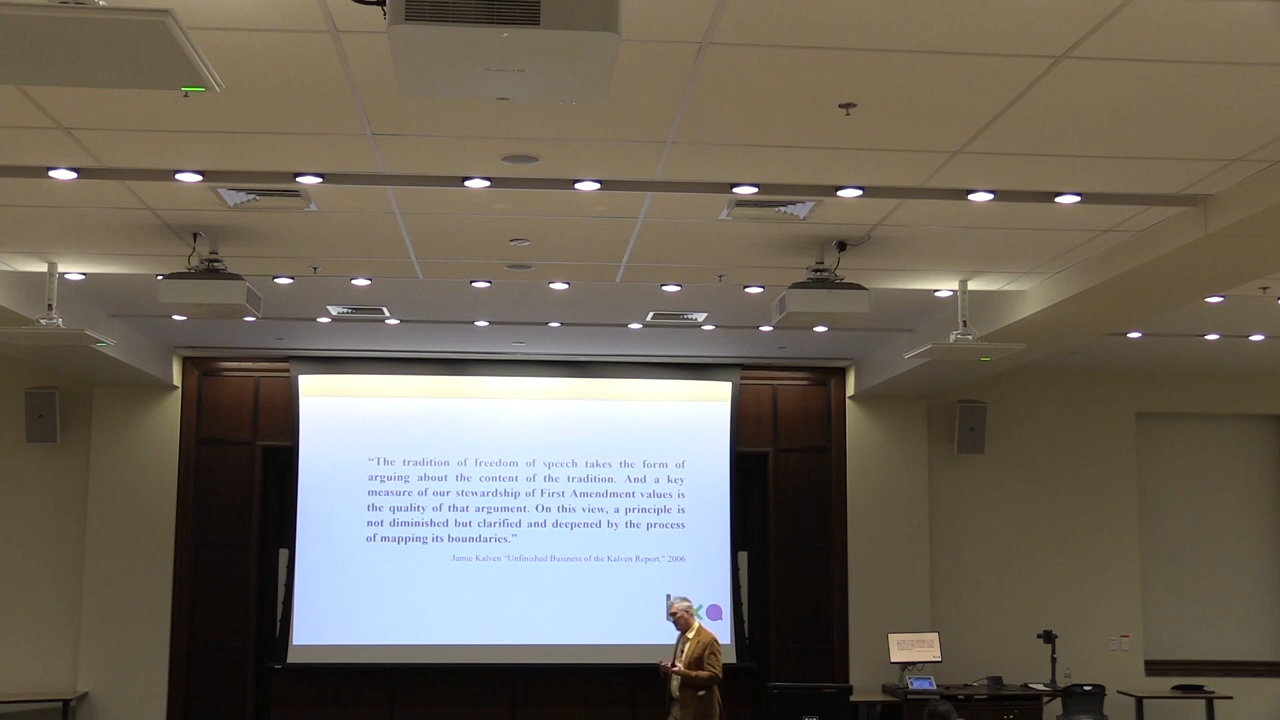 “The tradition of freedom of speech takes the form of
arguing about the content of the tradition. And a key
measure of our stewardship of First Amendment values is
the quality of that argument. On this view, a principle is
not diminished but clarified and deepened by the process
of mapping its boundaries.”
Jamie Kalven “Unfinished Business of the Kalven Report,” 2006